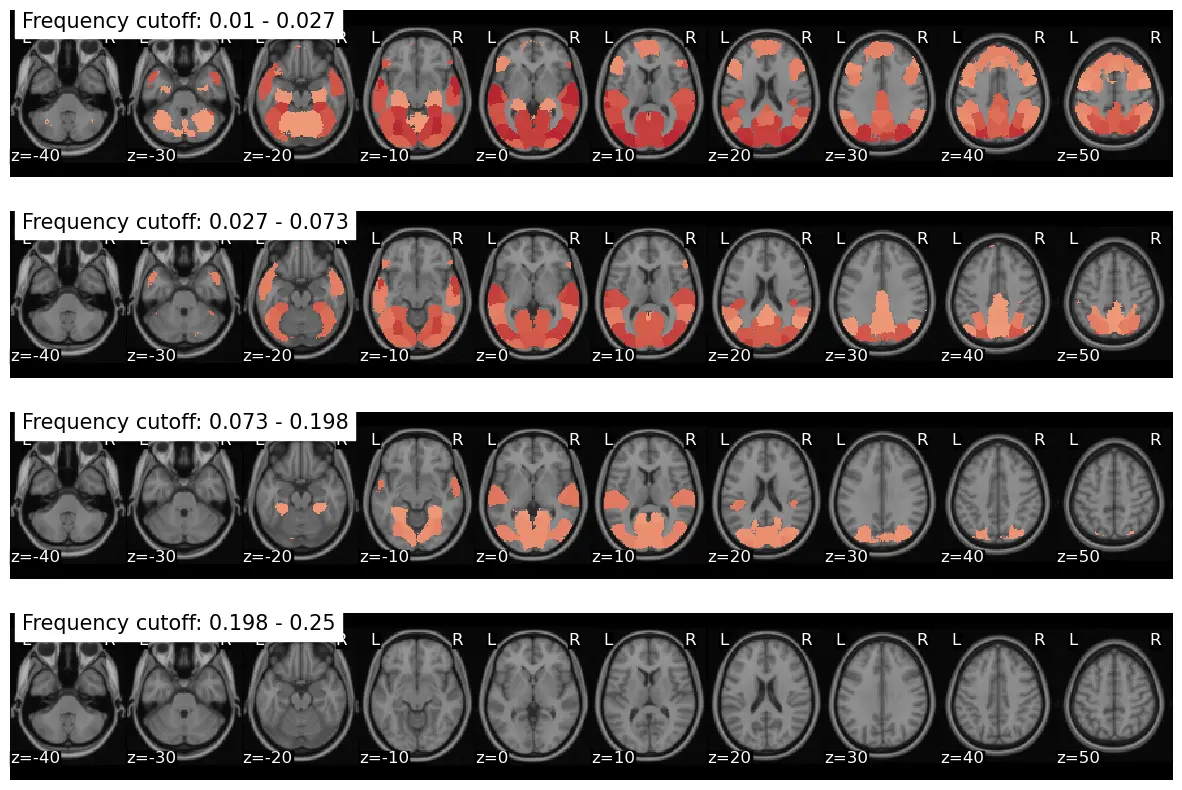 Frequency cutoff: 0.01 - 0.027
L R L R L R L R L R L R L R L R L R L R
z=-40 z=-30 z=-20 z=-10 z=0 z=10 z=20 z=30 z=40 z=50
Frequency cutoff: 0.027 - 0.073
L R L R L R L R L R L R L R L R L R L R
z=-40 z=-30 z=-20 z=-10 z=0 z=10 z=20 z=30 z=40 z=50
Frequency cutoff: 0.073 - 0.198
L R L R L R L R L R L R L R L R L R L R
z=-40 z=-30 z=-20 z=-10 z=0 z=10 z=20 z=30 z=40 z=50
Frequency cutoff: 0.198 - 0.25
L R L R L R L R L R L R L R L R L R L R
z=-40 z=-30 z=-20 z=-10 z=0 z=10 z=20 z=30 z=40 z=50